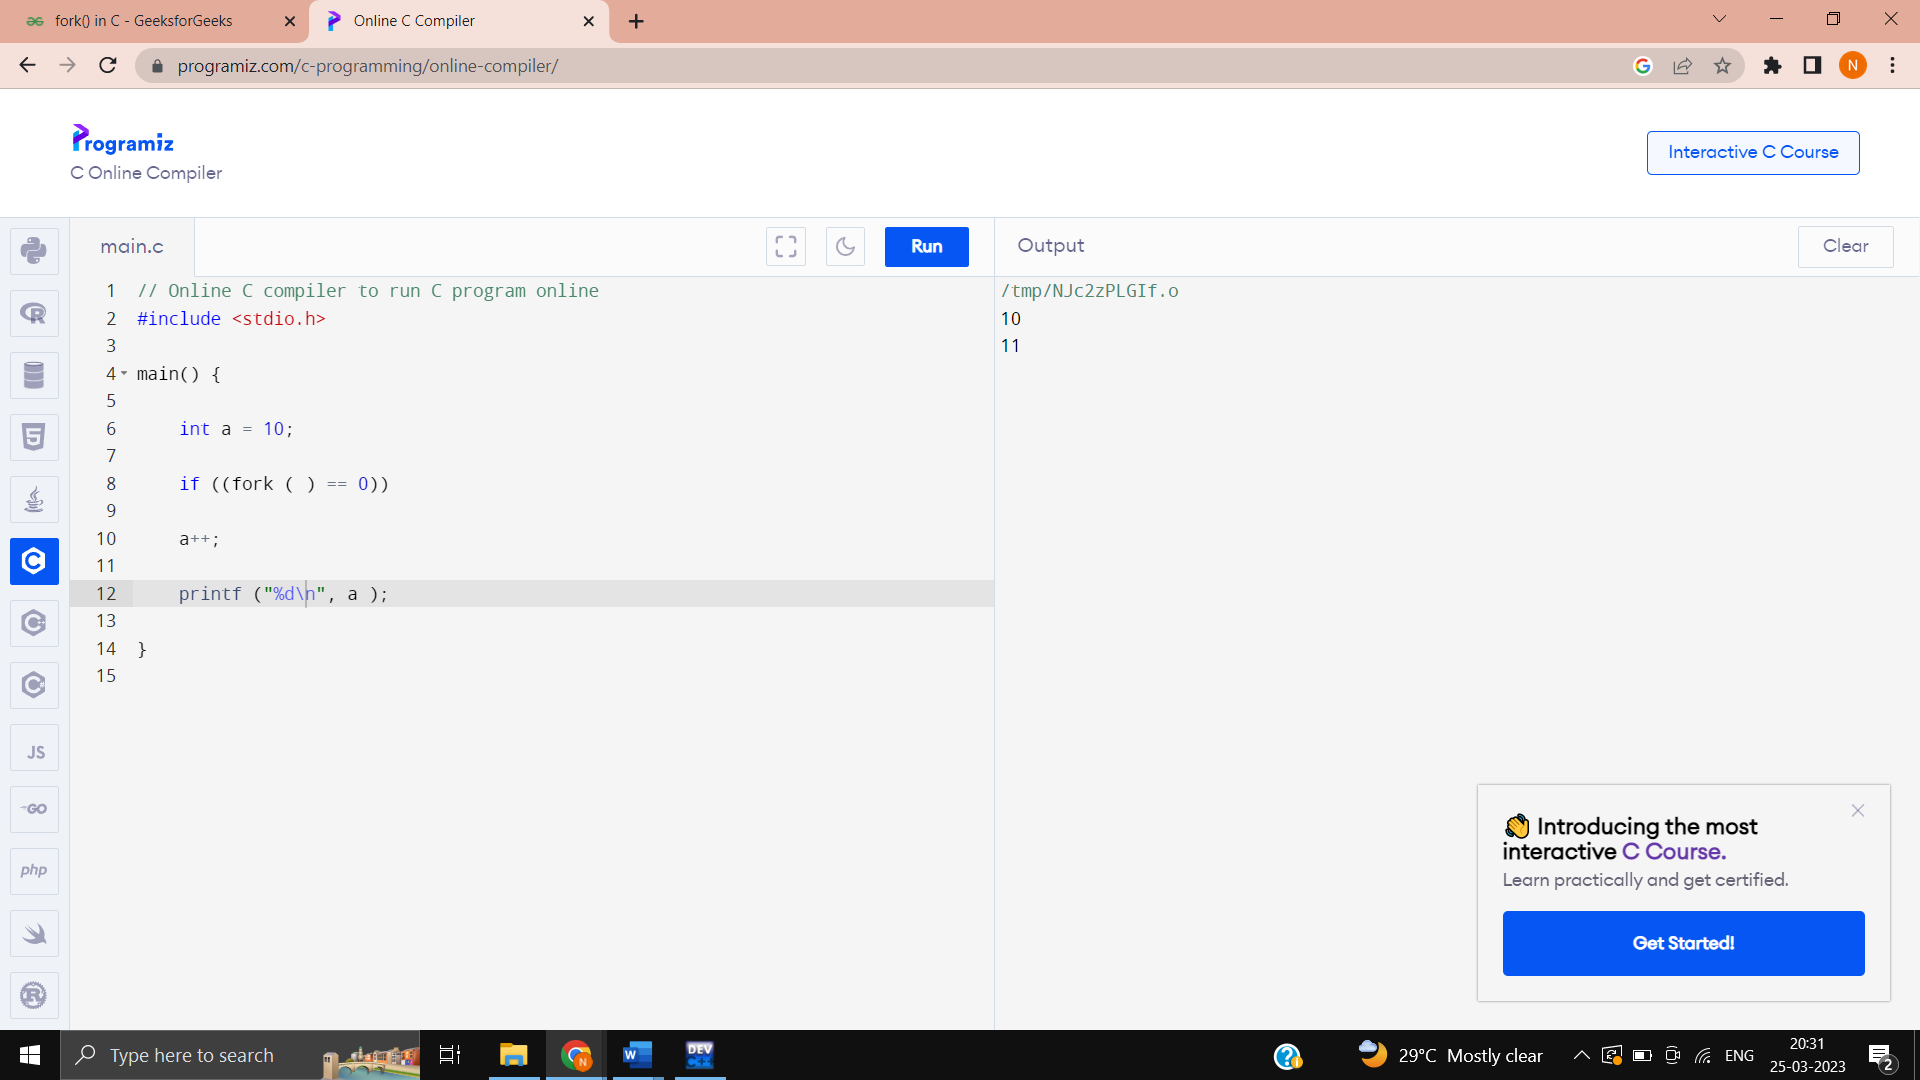 fork() in C - GeeksforGeeks
Online C Compiler
programiz.com/c-programming/online-compiler/
N
Programiz
C Online Compiler
Interactive C Course
main.c
Run
Output
Clear
1 // Online C compiler to run C program online
2 #include <stdio.h>
3
4 main() {
5
6 int a = 10;
7
8 if ((fork ( ) == 0))
9
10 a++;
11
12 printf ("%d\n", a );
13
14 }
15
/tmp/NJc2zPLGIf.o
10
11
JS
GO
php
👋 Introducing the most
interactive C Course.
Learn practically and get certified.
Get Started!
Type here to search
N
W
DEV
C++
29°C Mostly clear
ENG
20:31
25-03-2023
2